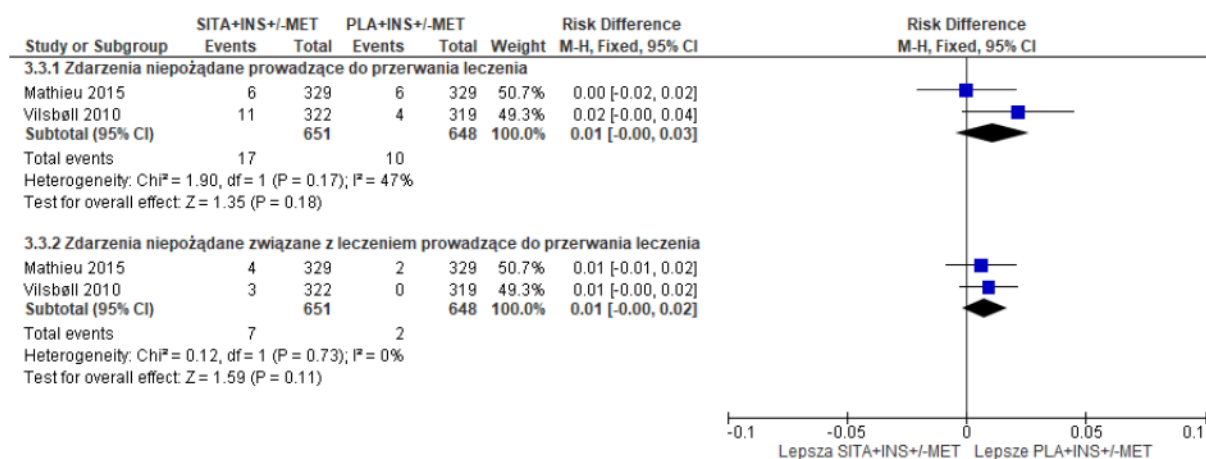 SITA+INS+/-MET PLA+INS+/-MET Risk Difference Risk Difference
Study or Subgroup Events Total Events Total Weight M-H, Fixed, 95% CI M-H, Fixed, 95% CI
3.3.1 Zdarzenia niepożądane prowadzące do przerwania leczenia
Mathieu 2015 6 329 6 329 50.7% 0.00 [-0.02, 0.02]
Vilsbøll 2010 11 322 4 319 49.3% 0.02 [-0.00, 0.04]
Subtotal (95% CI) 651 648 100.0% 0.01 [-0.00, 0.03]
Total events 17 10
Heterogeneity: Chi² = 1.90, df = 1 (P = 0.17); I² = 47%
Test for overall effect: Z = 1.35 (P = 0.18)
3.3.2 Zdarzenia niepożądane związane z leczeniem prowadzące do przerwania leczenia
Mathieu 2015 4 329 2 329 50.7% 0.01 [-0.01, 0.02]
Vilsbøll 2010 3 322 0 319 49.3% 0.01 [-0.00, 0.02]
Subtotal (95% CI) 651 648 100.0% 0.01 [-0.00, 0.02]
Total events 7 2
Heterogeneity: Chi² = 0.12, df = 1 (P = 0.73); I² = 0%
Test for overall effect: Z = 1.59 (P = 0.11)
-0.1 -0.05 0 0.05 0.1
Lepsza SITA+INS+/-MET Lepsze PLA+INS+/-MET